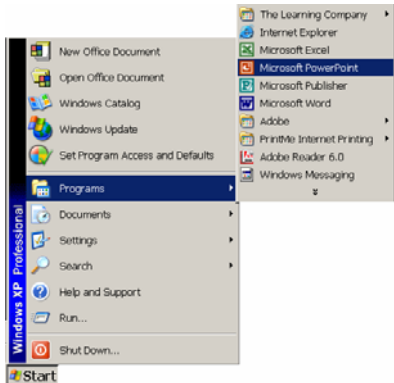 The Learning Company
Internet Explorer
Microsoft Excel
Microsoft PowerPoint
Microsoft Publisher
Microsoft Word
Adobe
PrintMe Internet Printing
Adobe Reader 6.0
Windows Messaging
New Office Document
Open Office Document
Windows Catalog
Windows Update
Set Program Access and Defaults
Programs
Documents
Settings
Search
Help and Support
Run...
Shut Down...
Windows XP Professional
Start